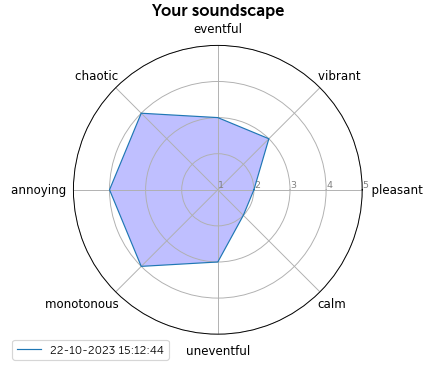 Your soundscape
eventful
chaotic
vibrant
annoying
1
2
3
4
5
pleasant
monotonous
calm
uneventful
22-10-2023 15:12:44